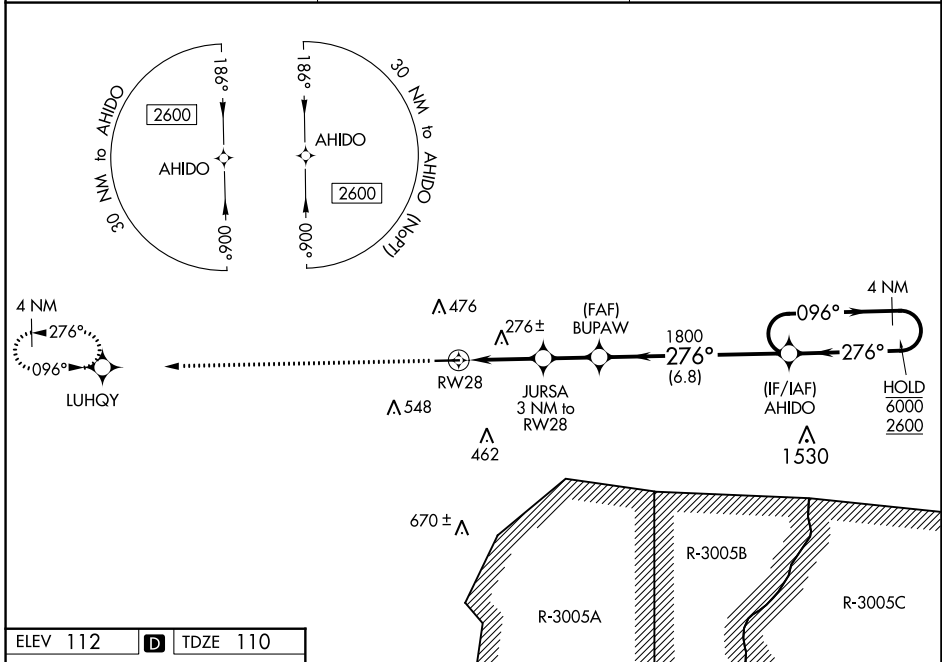 30 NM to AHIDO
186°
2600
AHIDO
006°
186°
30 NM to AHIDO (NoPT)
AHIDO
2600
006°
4 NM
276°
096°
LUHQY
476
276±
RW28
548
462
JURSA
3 NM to
RW28
(FAF)
BUPAW
1800
276°
(6.8)
(IF/IAF)
AHIDO
1530
4 NM
096°
276°
HOLD
6000
2600
670±
R-3005A
R-3005B
R-3005C
ELEV 112 D TDZE 110